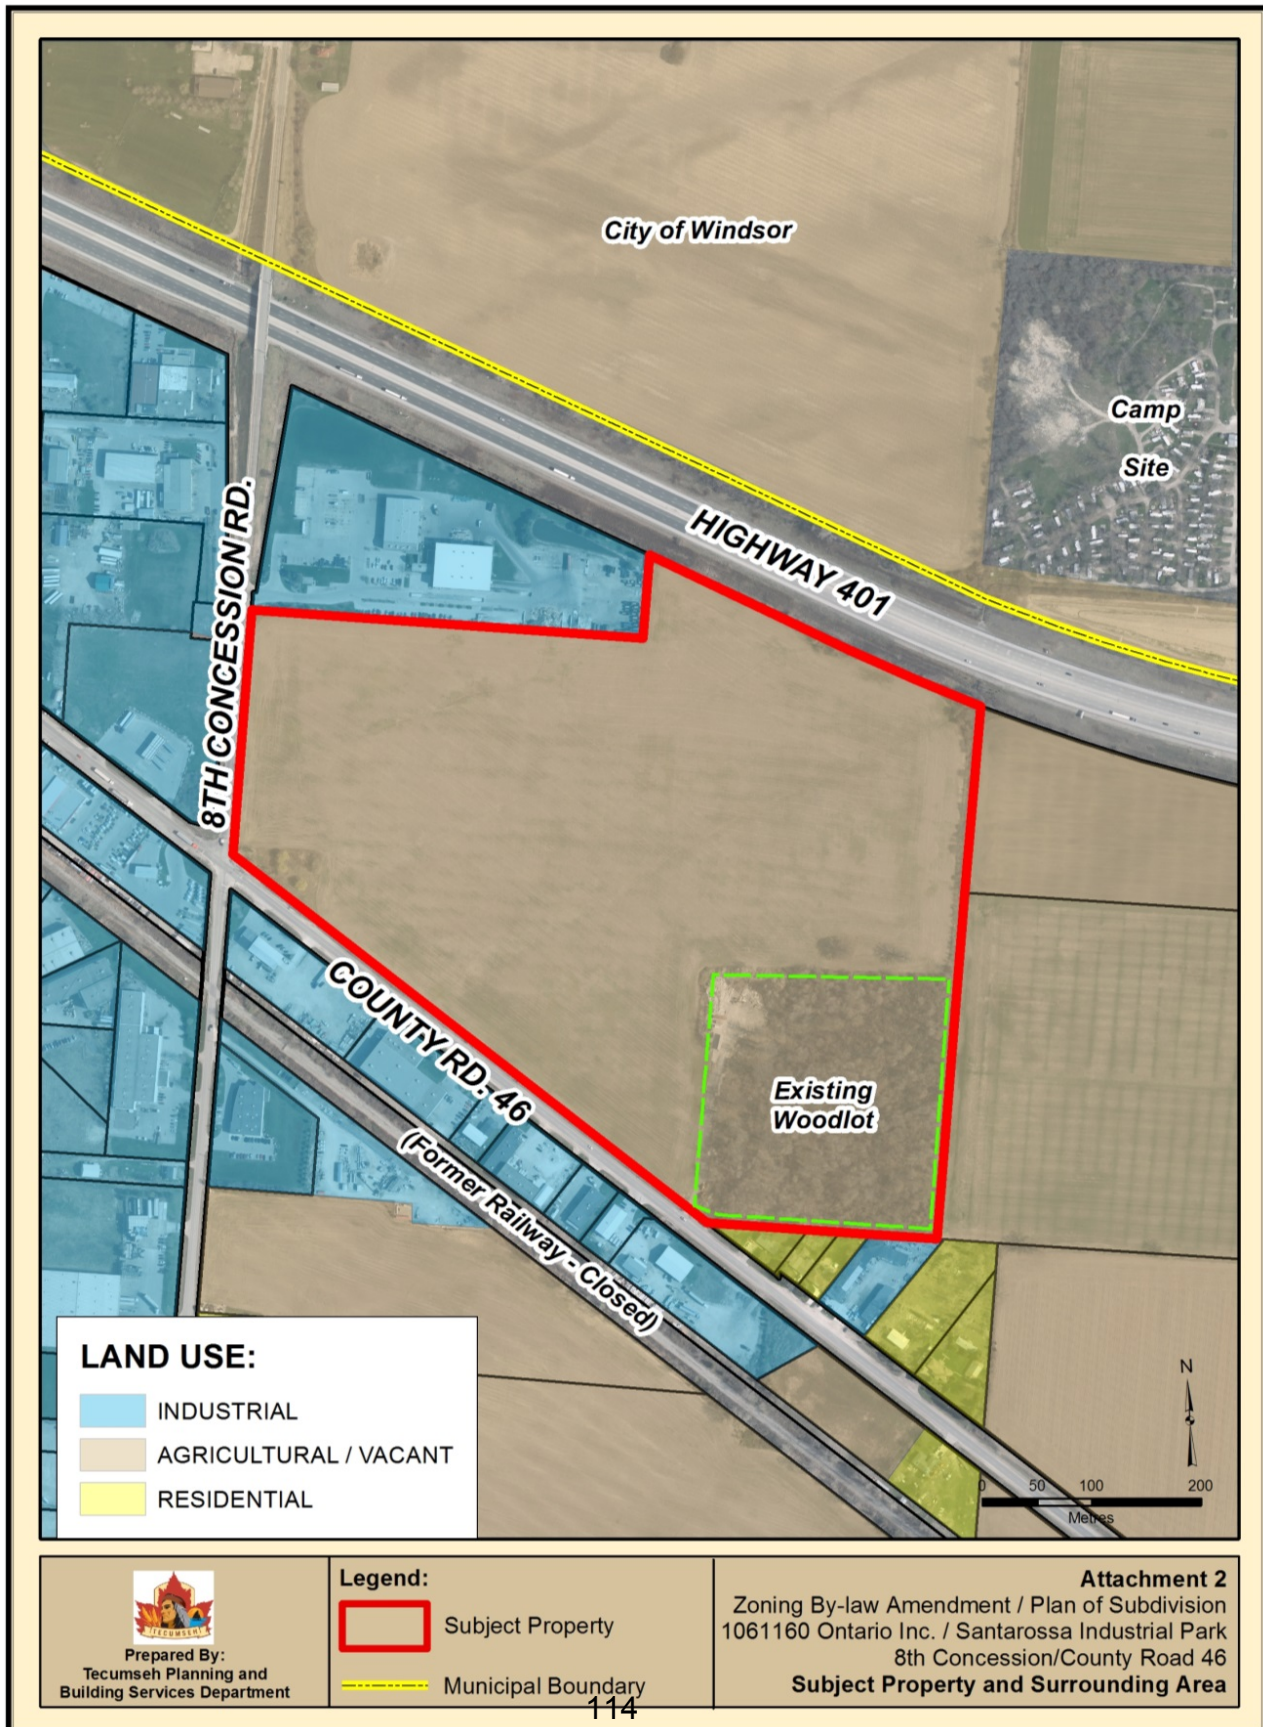 City of Windsor
Camp
Site
HIGHWAY 401
8TH CONCESSION RD.
COUNTY RD. 46
(Former Railway - Closed)
Existing
Woodlot
LAND USE:
INDUSTRIAL
AGRICULTURAL / VACANT
RESIDENTIAL
N
0 50 100 200
Metres
TECUMSEH
Prepared By:
Tecumseh Planning and
Building Services Department
Legend:
Subject Property
Municipal Boundary
Attachment 2
Zoning By-law Amendment / Plan of Subdivision
1061160 Ontario Inc. / Santarossa Industrial Park
8th Concession/County Road 46
Subject Property and Surrounding Area
114